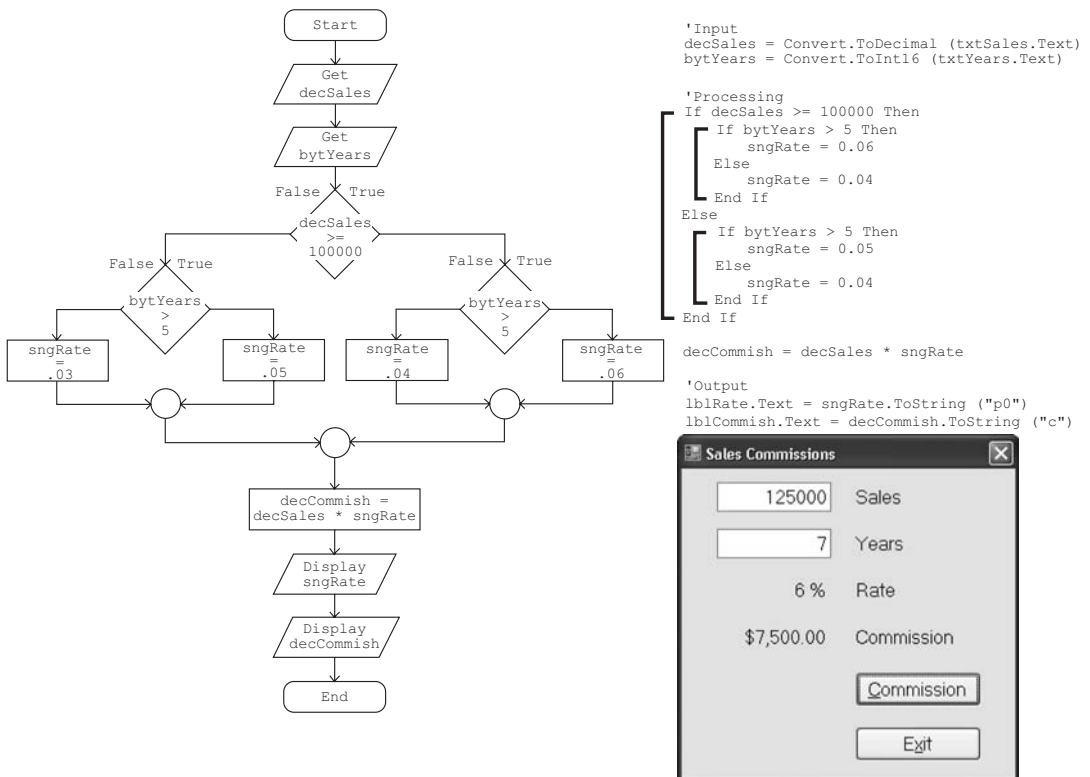 Start
Get
decSales
Get
bytYears
False True
decSales
>=
100000
False True
bytYears
>
5
False True
bytYears
>
5
sngRate
=
.03
sngRate
=
.05
sngRate
=
.04
sngRate
=
.06
decCommish =
decSales * sngRate
Display
sngRate
Display
decCommish
End
'Input
decSales = Convert.ToDecimal (txtSales.Text)
bytYears = Convert.ToInt16 (txtYears.Text)
'Processing
If decSales >= 100000 Then
If bytYears > 5 Then
sngRate = 0.06
Else
sngRate = 0.04
End If
Else
If bytYears > 5 Then
sngRate = 0.05
Else
sngRate = 0.04
End If
End If
decCommish = decSales * sngRate
'Output
lblRate.Text = sngRate.ToString ("p0")
lblCommish.Text = decCommish.ToString ("c")
Sales Commissions
125000 Sales
7 Years
6 % Rate
$7,500.00 Commission
Commission
Exit